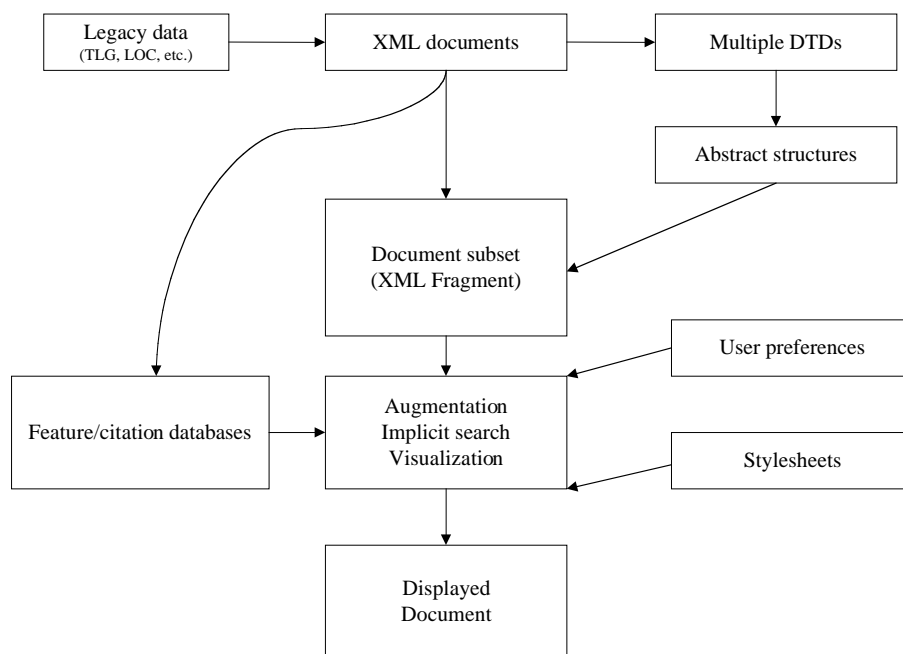 Legacy data
(TLG, LOC, etc.)
XML documents
Multiple DTDs
Abstract structures
Document subset
(XML Fragment)
User preferences
Feature/citation databases
Augmentation
Implicit search
Visualization
Stylesheets
Displayed
Document